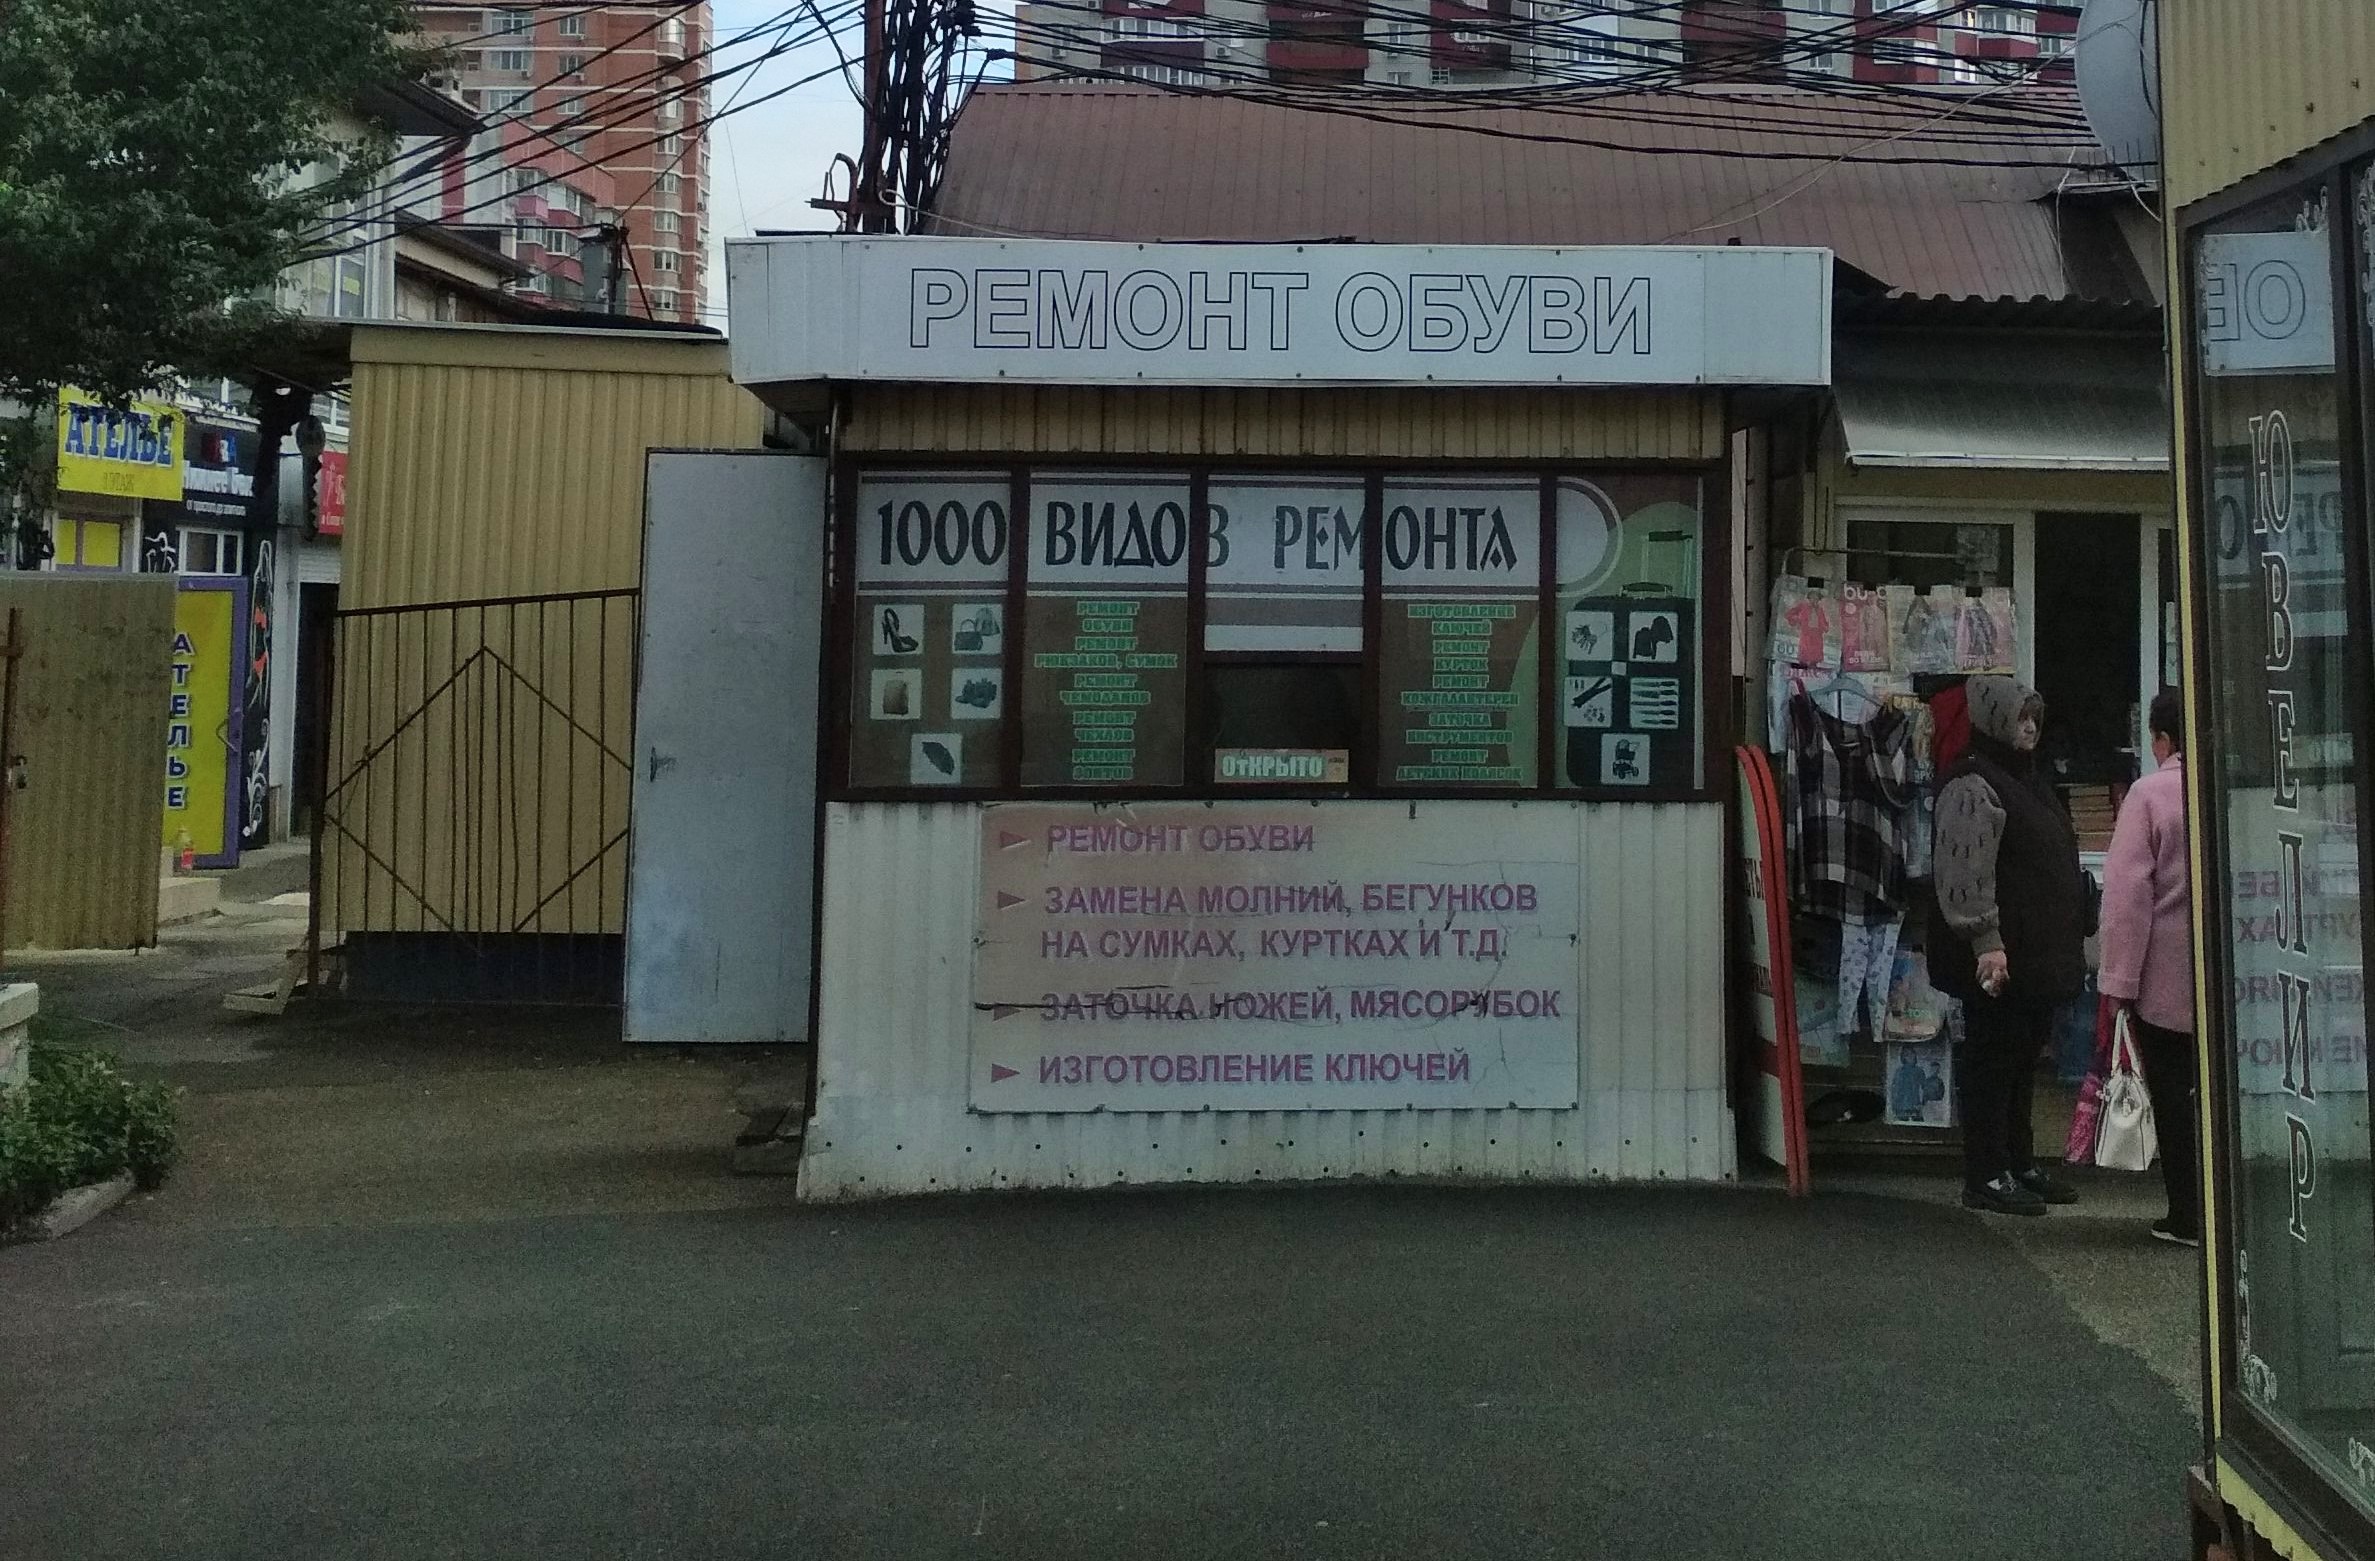 РЕМОНТ ОБУВИ
1000 ВИДОВ РЕМОНТА
РЕМОНТ
ОБУВИ
РЕМОНТ
РЮКЗАКОВ, СУМОК
РЕМОНТ
ЧЕМОДАНОВ
РЕМОНТ
ЧЕХЛОВ
РЕМОНТ
ЗОНТОВ
ОТКРЫТО
ИЗГОТОВЛЕНИЕ
КЛЮЧЕЙ
РЕМОНТ
КУРТОК
РЕМОНТ
КОЖГАЛАНТЕРЕИ
ЗАТОЧКА
ИНСТРУМЕНТОВ
РЕМОНТ
ДЕТСКИХ КОЛЯСОК
РЕМОНТ ОБУВИ
ЗАМЕНА МОЛНИЙ, БЕГУНКОВ
НА СУМКАХ, КУРТКАХ И Т.Д.
ЗАТОЧКА НОЖЕЙ, МЯСОРУБОК
ИЗГОТОВЛЕНИЕ КЛЮЧЕЙ
АТЕЛЬЕ
ЭТАЖ
АТЕЛЬЕ
ЮВЕЛИР